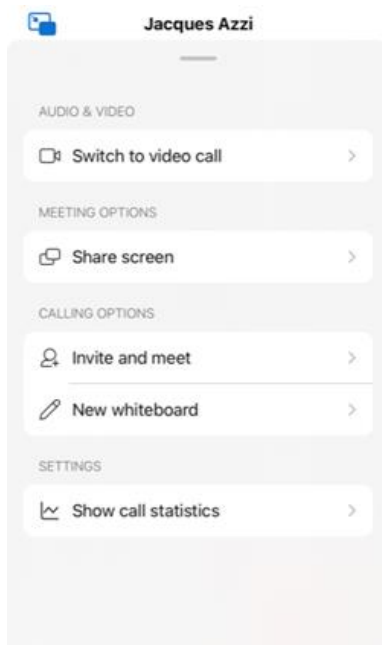 Jacques Azzi
AUDIO & VIDEO
Switch to video call
MEETING OPTIONS
Share screen
CALLING OPTIONS
Invite and meet
New whiteboard
SETTINGS
Show call statistics